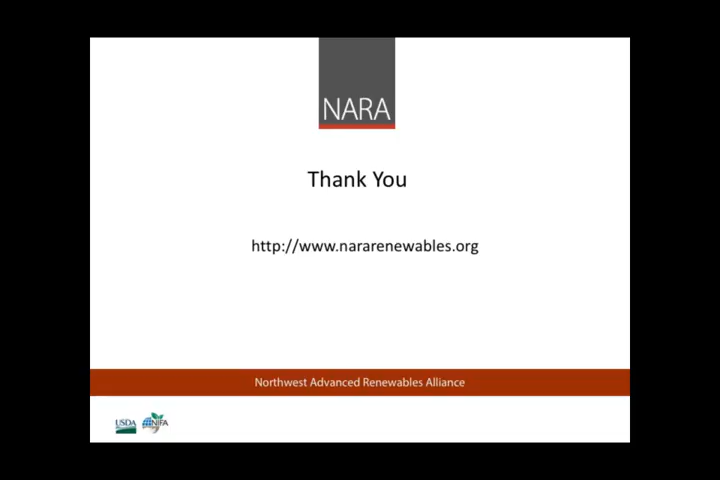 NARA
Thank You
http://www.nararenewables.org
Northwest Advanced Renewables Alliance
USDA
NIFA